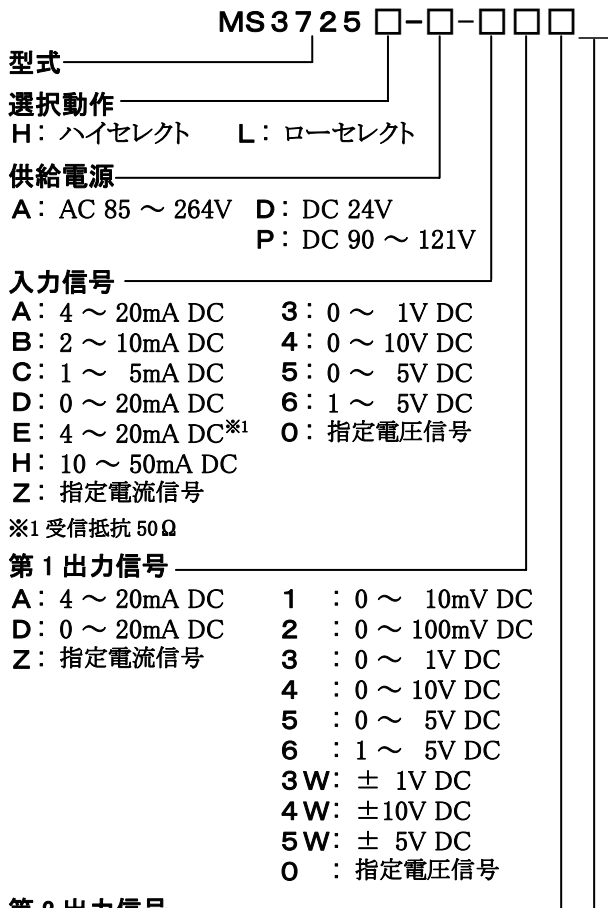 MS3725 □-□-□□□
型式
選択動作
H: ハイセレクト L: ローセレクト
供給電源
A: AC 85 ～ 264V D: DC 24V
P: DC 90 ～ 121V
入力信号
A: 4 ～ 20mA DC 3: 0 ～ 1V DC
B: 2 ～ 10mA DC 4: 0 ～ 10V DC
C: 1 ～ 5mA DC 5: 0 ～ 5V DC
D: 0 ～ 20mA DC 6: 1 ～ 5V DC
E: 4 ～ 20mA DC※1 0: 指定電圧信号
H: 10 ～ 50mA DC
Z: 指定電流信号
※1 受信抵抗 50Ω
第1出力信号
A: 4 ～ 20mA DC 1 : 0 ～ 10mV DC
D: 0 ～ 20mA DC 2 : 0 ～ 100mV DC
Z: 指定電流信号 3 : 0 ～ 1V DC
4 : 0 ～ 10V DC
5 : 0 ～ 5V DC
6 : 1 ～ 5V DC
3W: ± 1V DC
4W: ±10V DC
5W: ± 5V DC
0 : 指定電圧信号